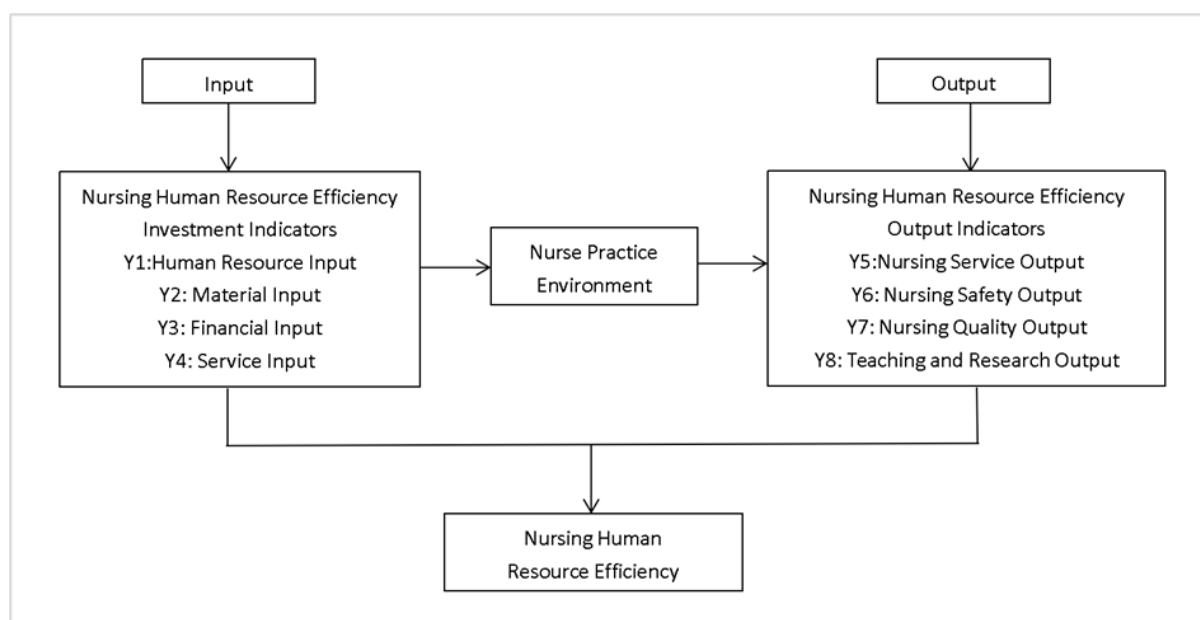 Input
Output
Nursing Human Resource Efficiency
Investment Indicators
Y1:Human Resource Input
Y2: Material Input
Y3: Financial Input
Y4: Service Input
Nurse Practice
Environment
Nursing Human Resource Efficiency
Output Indicators
Y5:Nursing Service Output
Y6: Nursing Safety Output
Y7: Nursing Quality Output
Y8: Teaching and Research Output
Nursing Human
Resource Efficiency